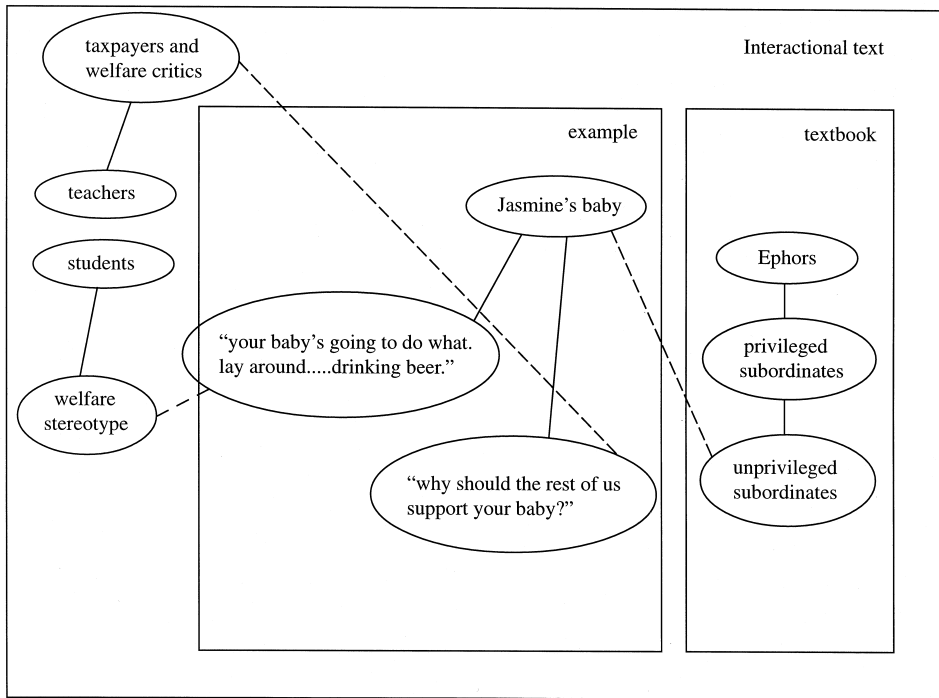 taxpayers and
welfare critics
Interactional text
example
textbook
teachers
Jasmine’s baby
students
Ephors
“your baby’s going to do what.
lay around.....drinking beer.”
privileged
subordinates
welfare
stereotype
unprivileged
subordinates
“why should the rest of us
support your baby?”